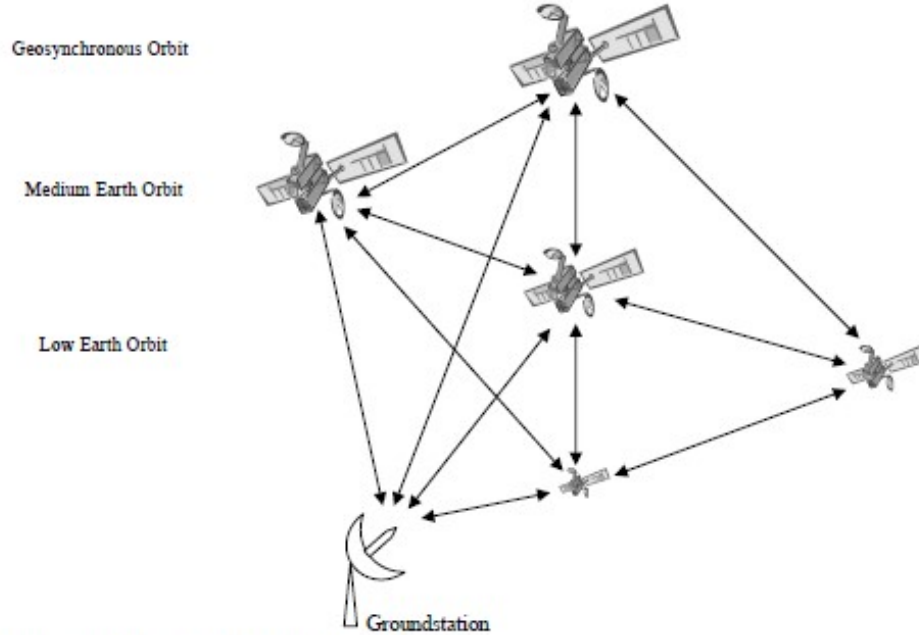 Geosynchronous Orbit
Medium Earth Orbit
Low Earth Orbit
Groundstation